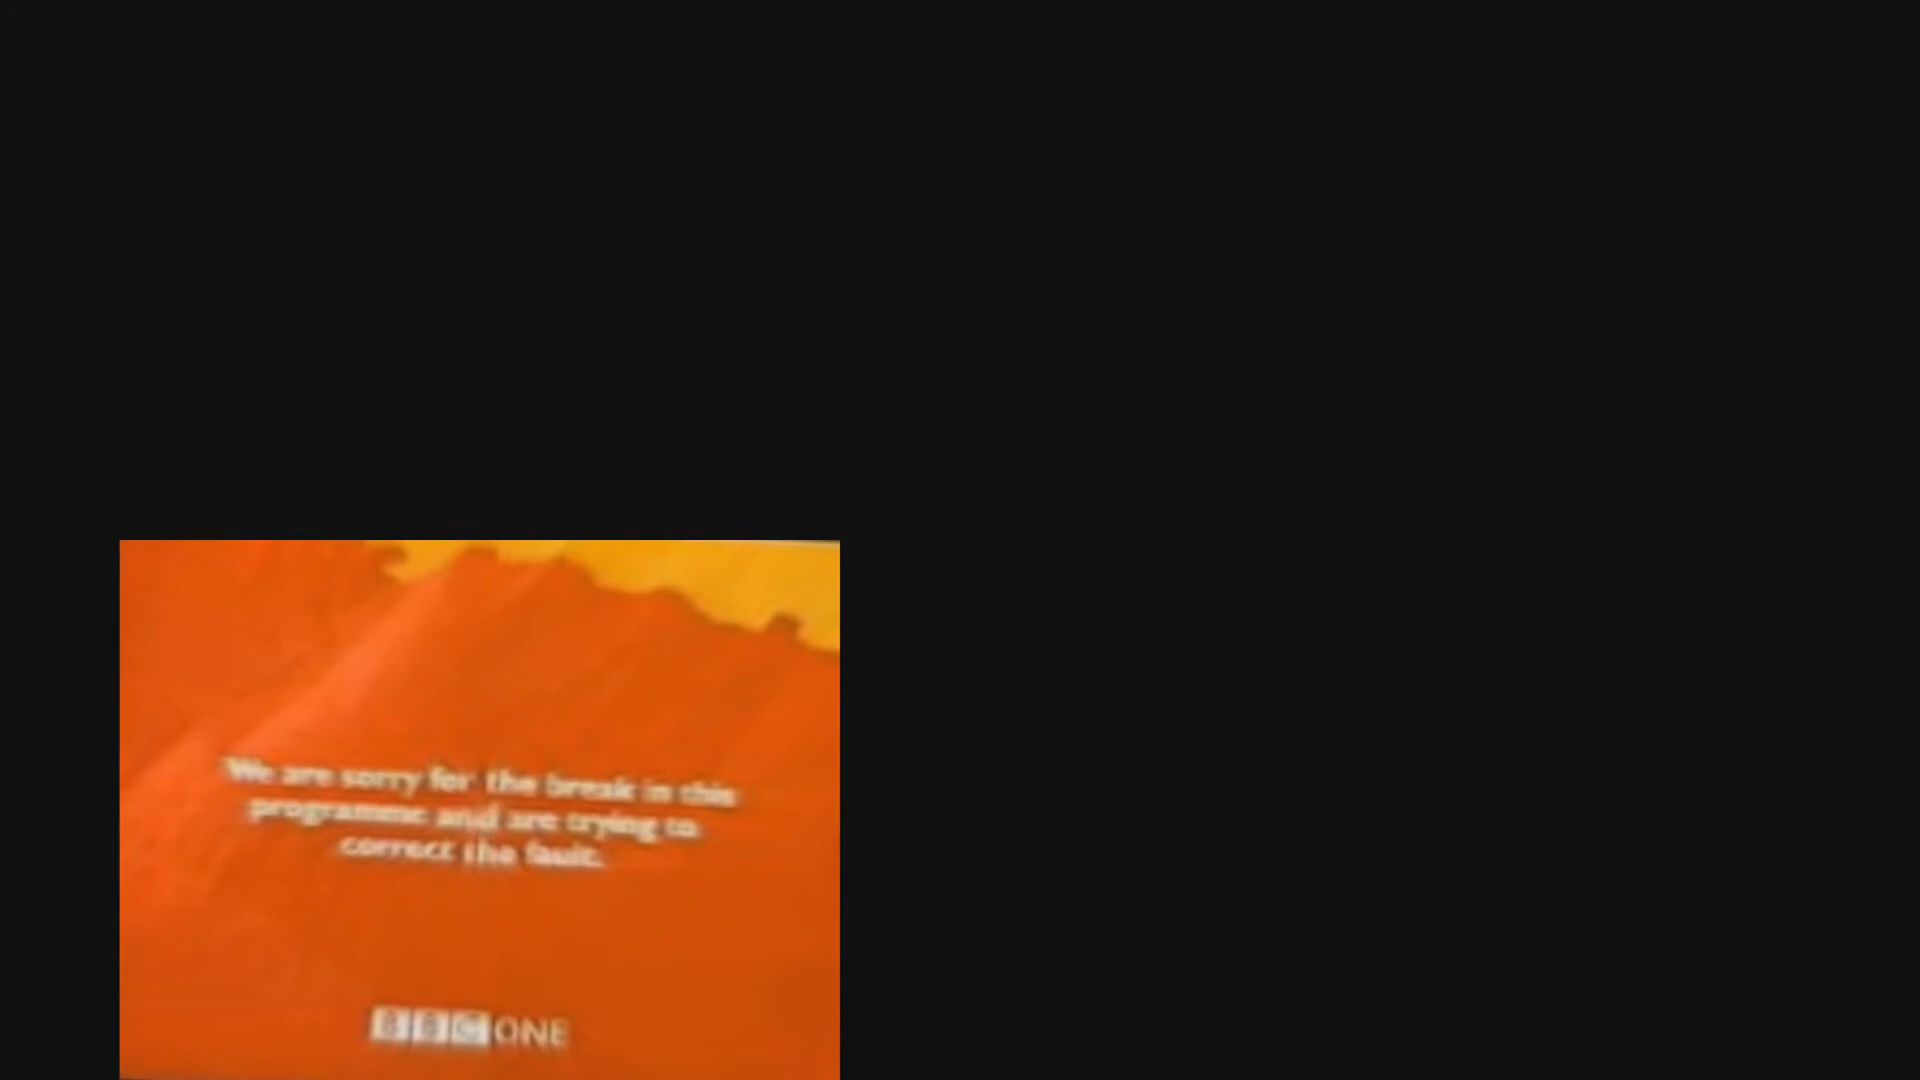 We are sorry for the break in this
programme and are trying to
correct the fault.
BBC ONE